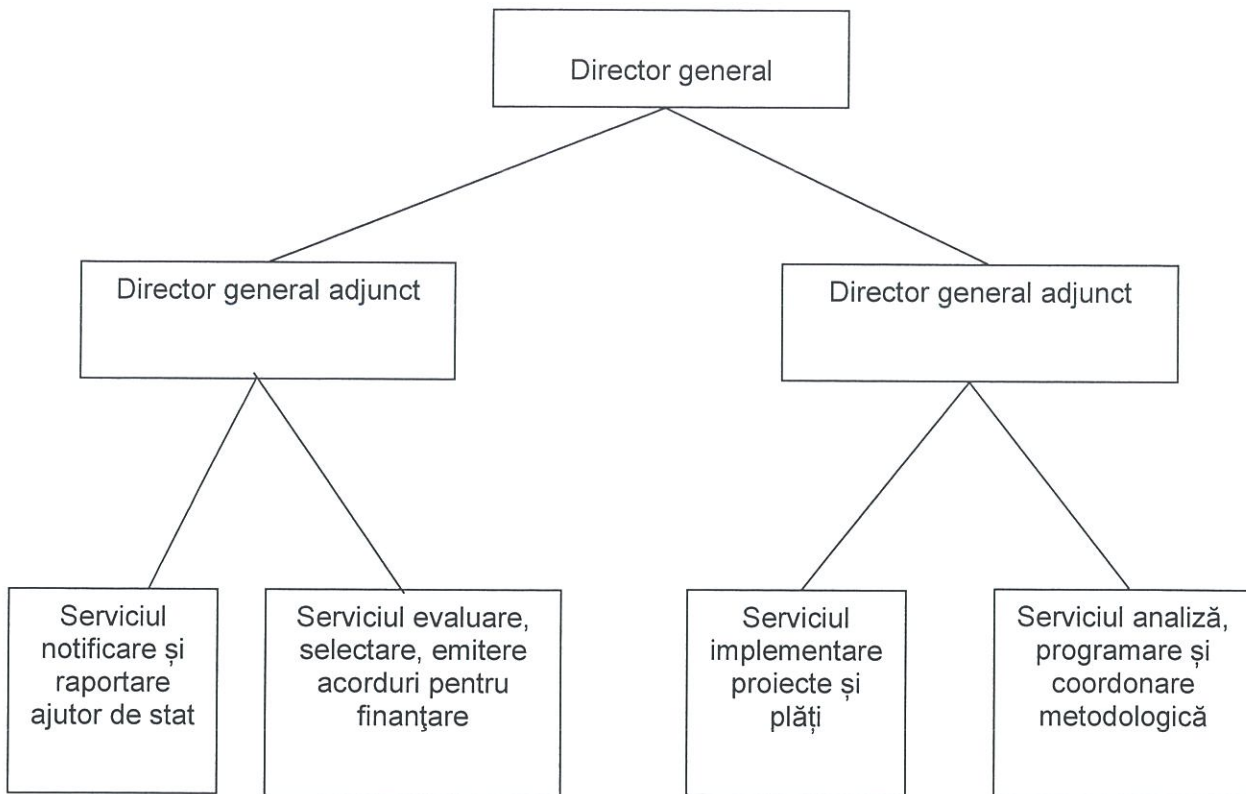 Director general
Director general adjunct
Director general adjunct
Serviciul
notificare și
raportare
ajutor de stat
Serviciul evaluare,
selectare, emitere
acorduri pentru
finanţare
Serviciul
implementare
proiecte și
plăți
Serviciul analiză,
programare și
coordonare
metodologică